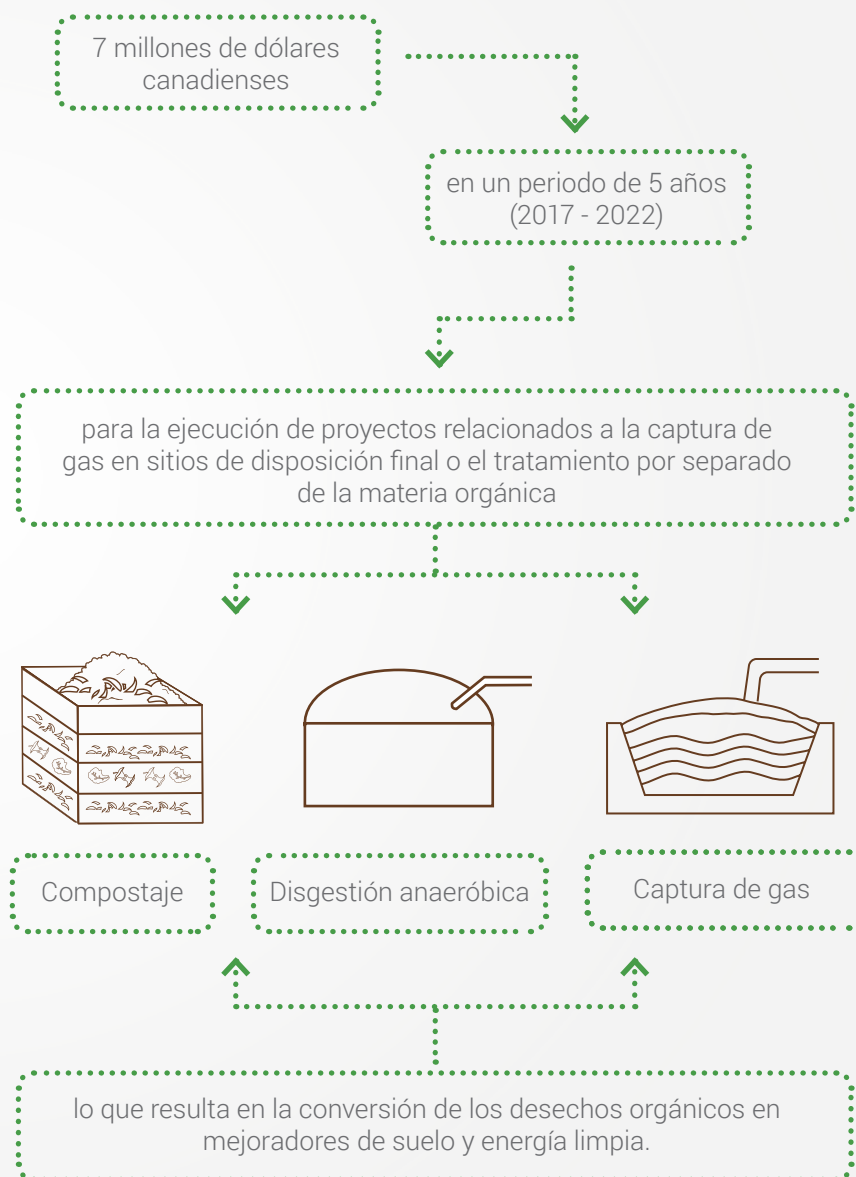 7 millones de dólares
canadienses
en un periodo de 5 años
(2017 - 2022)
para la ejecución de proyectos relacionados a la captura de
gas en sitios de disposición final o el tratamiento por separado
de la materia orgánica
Compostaje
Disgestión anaeróbica
Captura de gas
lo que resulta en la conversión de los desechos orgánicos en
mejoradores de suelo y energía limpia.